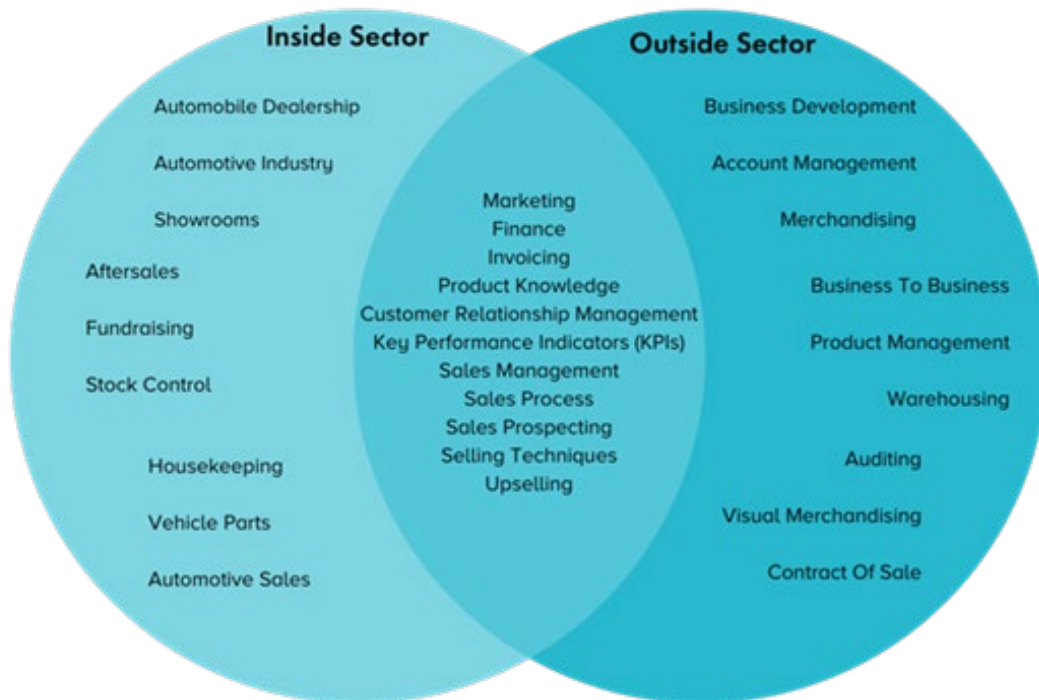 Inside Sector
Automobile Dealership
Automotive Industry
Showrooms
Aftersales
Fundraising
Stock Control
Housekeeping
Vehicle Parts
Automotive Sales
Marketing
Finance
Invoicing
Product Knowledge
Customer Relationship Management
Key Performance Indicators (KPIs)
Sales Management
Sales Process
Sales Prospecting
Selling Techniques
Upselling
Outside Sector
Business Development
Account Management
Merchandising
Business To Business
Product Management
Warehousing
Auditing
Visual Merchandising
Contract Of Sale